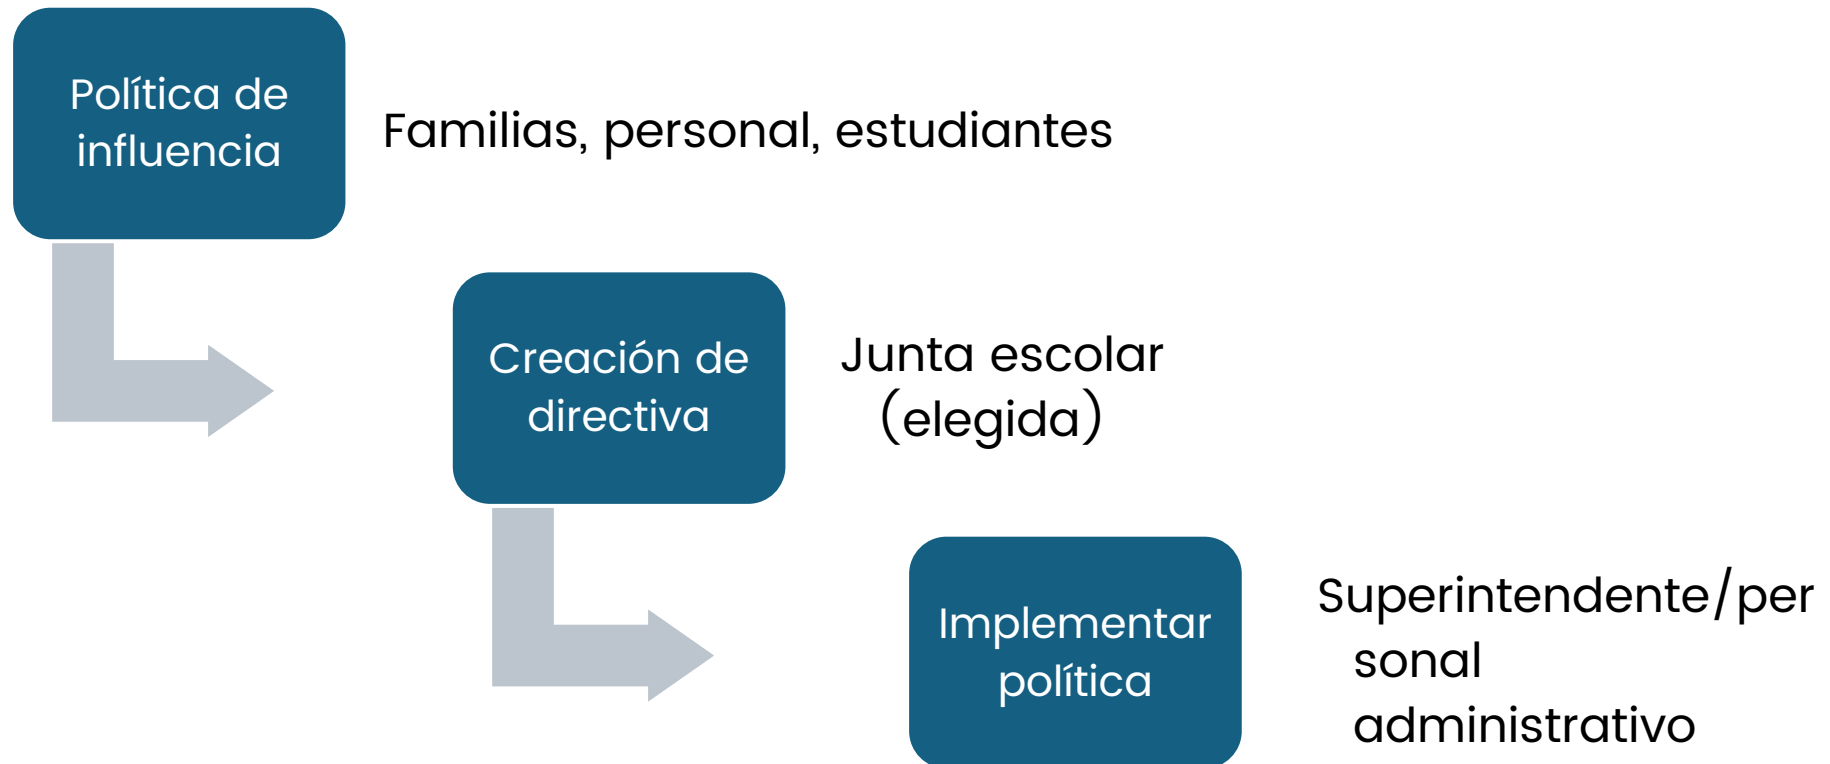 Política de
influencia
Familias, personal, estudiantes
Creación de
directiva
Junta escolar
(elegida)
Implementar
política
Superintendente/per
sonal
administrativo